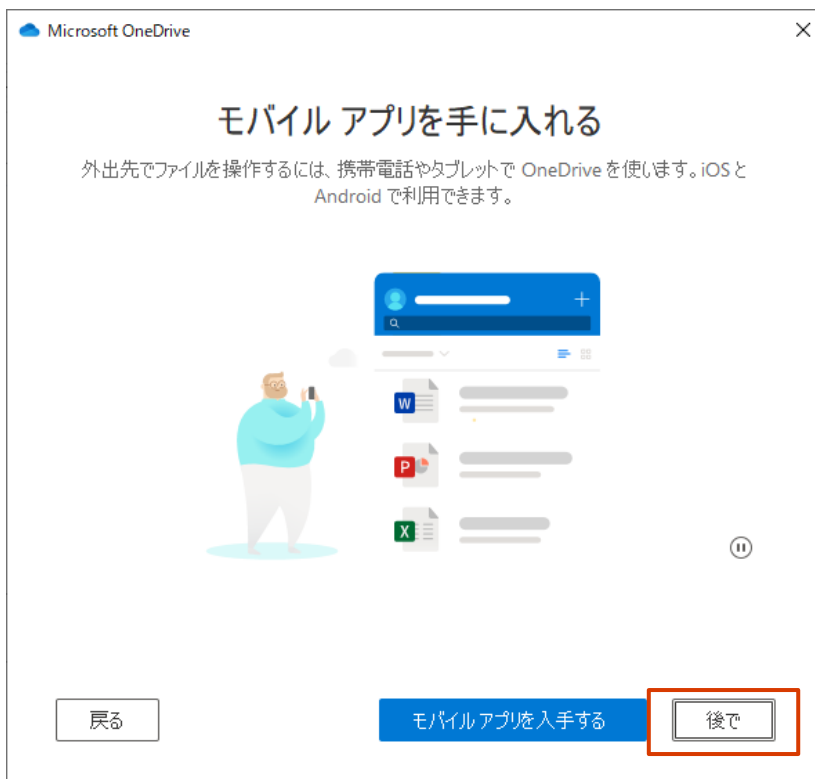 Microsoft OneDrive
モバイル アプリを手に入れる
外出先でファイルを操作するには、携帯電話やタブレットで OneDrive を使います。iOS と
Android で利用できます。
W
P
X
戻る
モバイル アプリを入手する
後で